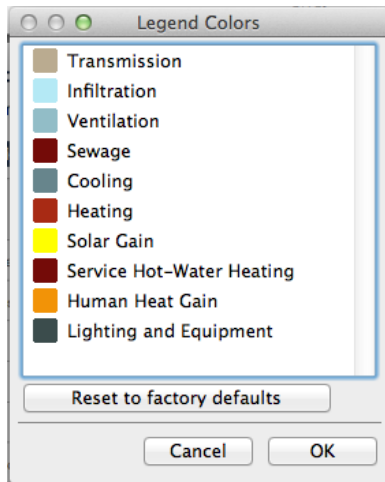 Legend Colors
Transmission
Infiltration
Ventilation
Sewage
Cooling
Heating
Solar Gain
Service Hot-Water Heating
Human Heat Gain
Lighting and Equipment
Reset to factory defaults
Cancel OK